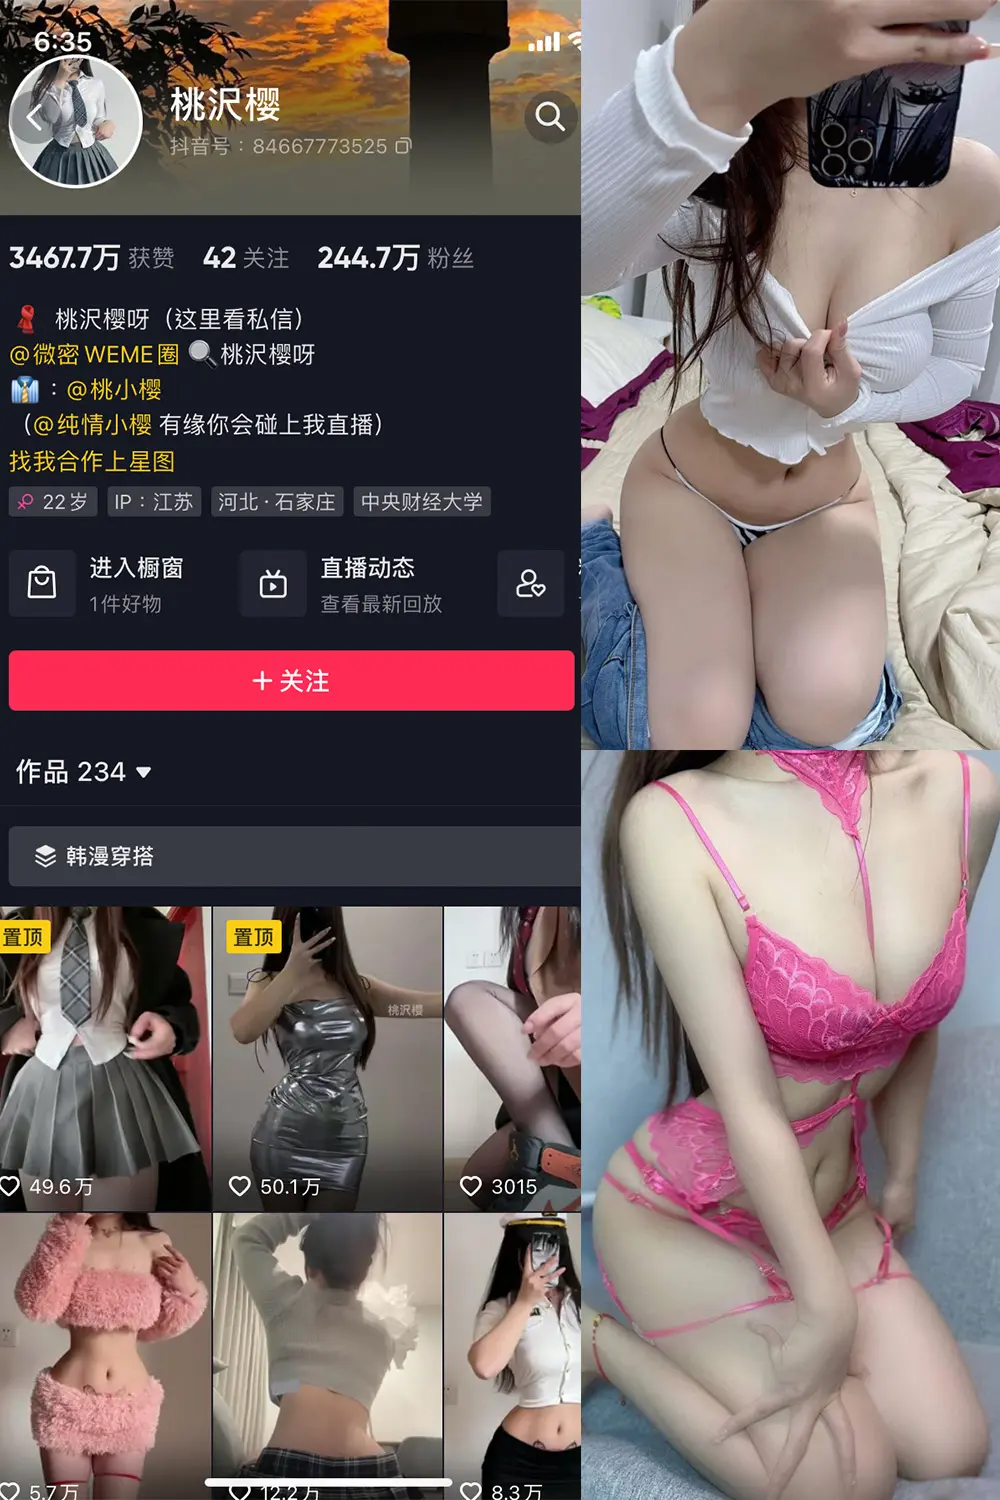 6:35
桃沢樱
抖音号：84667773525
3467.7万 获赞 42 关注 244.7万 粉丝
桃沢樱呀（这里看私信）
@微密 WEME圈 🔍桃沢樱呀
👔：@桃小樱
（@纯情小樱 有缘你会碰上我直播）
找我合作上星图
22岁 IP：江苏 河北·石家庄 中央财经大学
进入橱窗 直播动态
1件好物 查看最新回放
+ 关注
作品 234
韩漫穿搭
置顶 置顶
桃沢樱
49.6万 50.1万 3015
5.7万 12.2万 8.3万